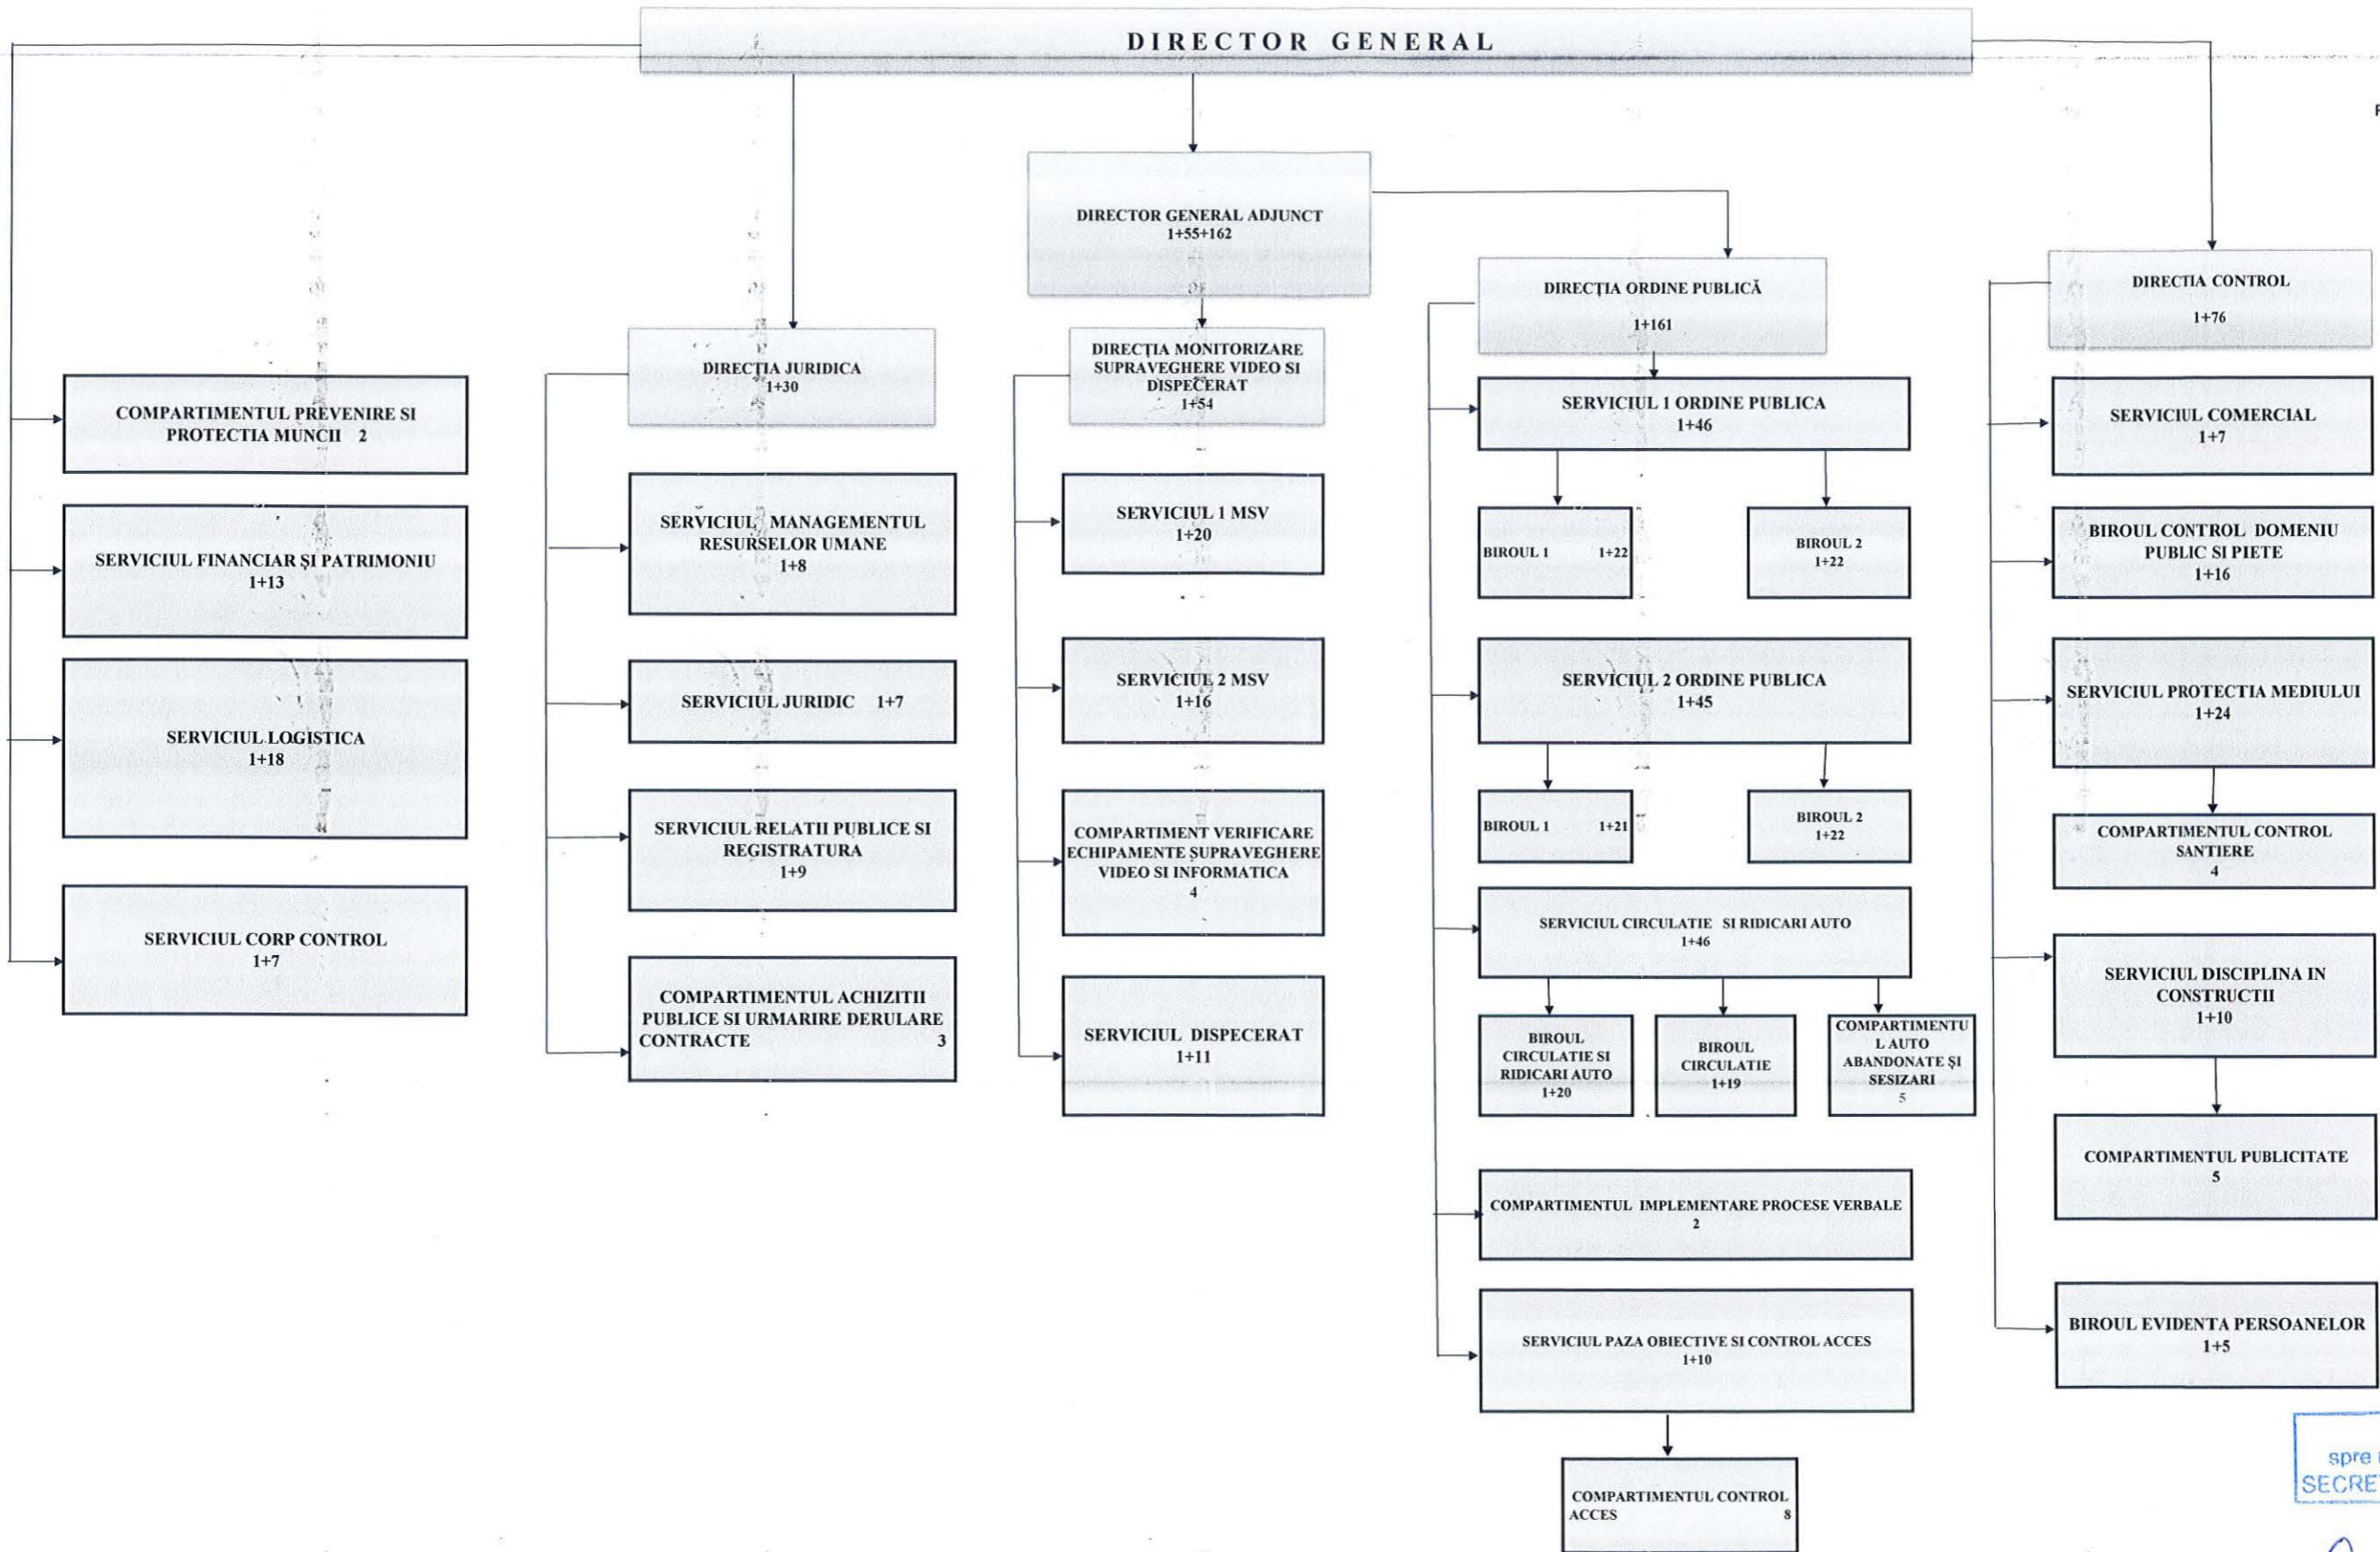 DIRECTOR GENERAL
DIRECTOR GENERAL ADJUNCT
1+55+162
COMPARTIMENTUL PREVENIRE SI
PROTECTIA MUNCII 2
SERVICIUL FINANCIAR ȘI PATRIMONIU
1+13
SERVICIUL LOGISTICA
1+18
SERVICIUL CORP CONTROL
1+7
DIRECȚIA JURIDICA
1+30
SERVICIUL MANAGEMENTUL
RESURSELOR UMANE
1+8
SERVICIUL JURIDIC 1+7
SERVICIUL RELATII PUBLICE SI
REGISTRATURA
1+9
COMPARTIMENTUL ACHIZITII
PUBLICE SI URMARIRE DERULARE
CONTRACTE 3
DIRECȚIA MONITORIZARE
SUPRAVEGHERE VIDEO SI
DISPECERAT
1+54
SERVICIUL 1 MSV
1+20
SERVICIUL 2 MSV
1+16
COMPARTIMENT VERIFICARE
ECHIPAMENTE SUPRAVEGHERE
VIDEO SI INFORMATICA
4
SERVICIUL DISPECERAT
1+11
DIRECȚIA ORDINE PUBLICĂ
1+161
SERVICIUL 1 ORDINE PUBLICA
1+46
BIROUL 1 1+22
BIROUL 2
1+22
SERVICIUL 2 ORDINE PUBLICA
1+45
BIROUL 1 1+21
BIROUL 2
1+22
SERVICIUL CIRCULATIE SI RIDICARI AUTO
1+46
BIROUL
CIRCULATIE SI
RIDICARI AUTO
1+20
BIROUL
CIRCULATIE
1+19
COMPARTIMENTU
L AUTO
ABANDONATE ȘI
SESIZARI
5
COMPARTIMENTUL IMPLEMENTARE PROCESE VERBALE
2
SERVICIUL PAZA OBIECTIVE SI CONTROL ACCES
1+10
COMPARTIMENTUL CONTROL
ACCES 8
DIRECTIA CONTROL
1+76
SERVICIUL COMERCIAL
1+7
BIROUL CONTROL DOMENIU
PUBLIC SI PIETE
1+16
SERVICIUL PROTECTIA MEDIULUI
1+24
COMPARTIMENTUL CONTROL
SANTIERE
4
SERVICIUL DISCIPLINA IN
CONSTRUCTII
1+10
COMPARTIMENTUL PUBLICITATE
5
BIROUL EVIDENTA PERSOANELOR
1+5
spre